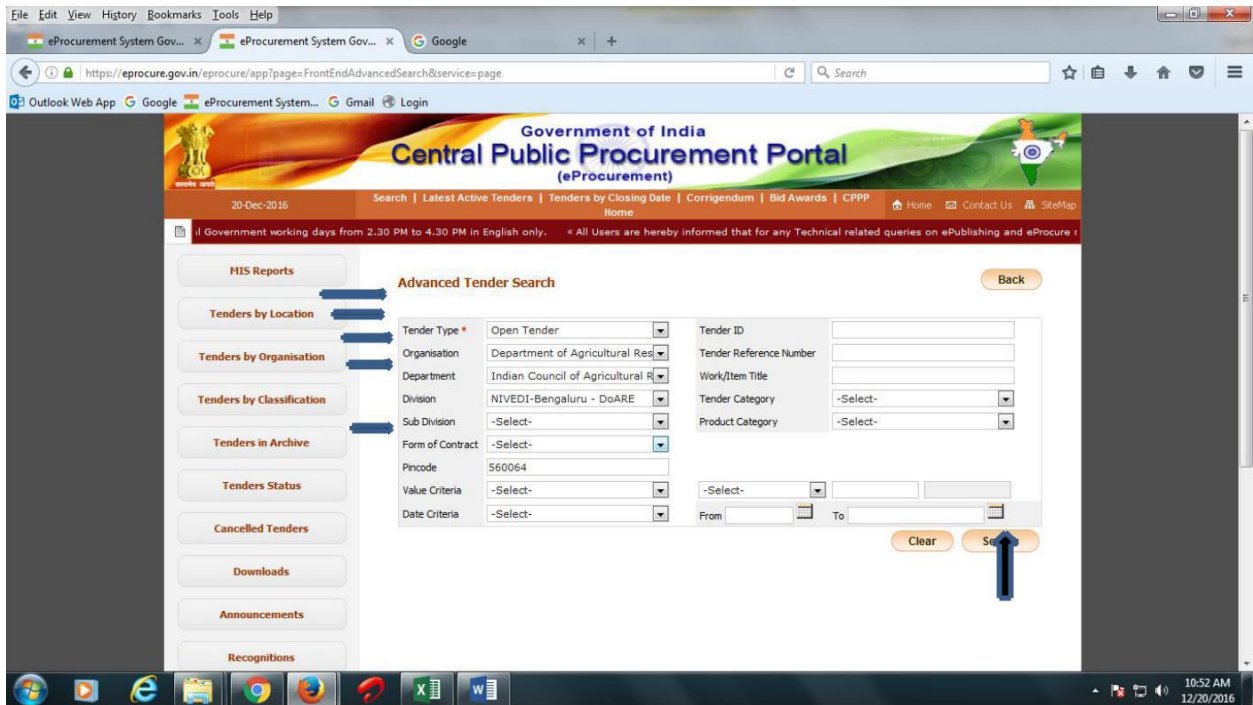 File Edit View History Bookmarks Tools Help
eProcurement System Gov... × eProcurement System Gov... × Google × +
https://eprocure.gov.in/eprocure/app?page=FrontEndAdvancedSearch&service=page Search
Outlook Web App Google eProcurement System... Gmail Login
Government of India
Central Public Procurement Portal
(eProcurement)
सत्यमेव जयते
20-Dec-2016 Search | Latest Active Tenders | Tenders by Closing Date | Corrigendum | Bid Awards | CPPP Home Home Contact Us SiteMap
Government working days from 2.30 PM to 4.30 PM in English only. « All Users are hereby informed that for any Technical related queries on ePublishing and eProcure
MIS Reports
Tenders by Location
Tenders by Organisation
Tenders by Classification
Tenders in Archive
Tenders Status
Cancelled Tenders
Downloads
Announcements
Recognitions
Advanced Tender Search Back
Tender Type * Open Tender Tender ID
Organisation Department of Agricultural Res Tender Reference Number
Department Indian Council of Agricultural R Work/Item Title
Division NIVEDI-Bengaluru - DoARE Tender Category -Select-
Sub Division -Select- Product Category -Select-
Form of Contract -Select-
Pincode 560064
Value Criteria -Select- -Select-
Date Criteria -Select- From To
Clear
10:52 AM
12/20/2016